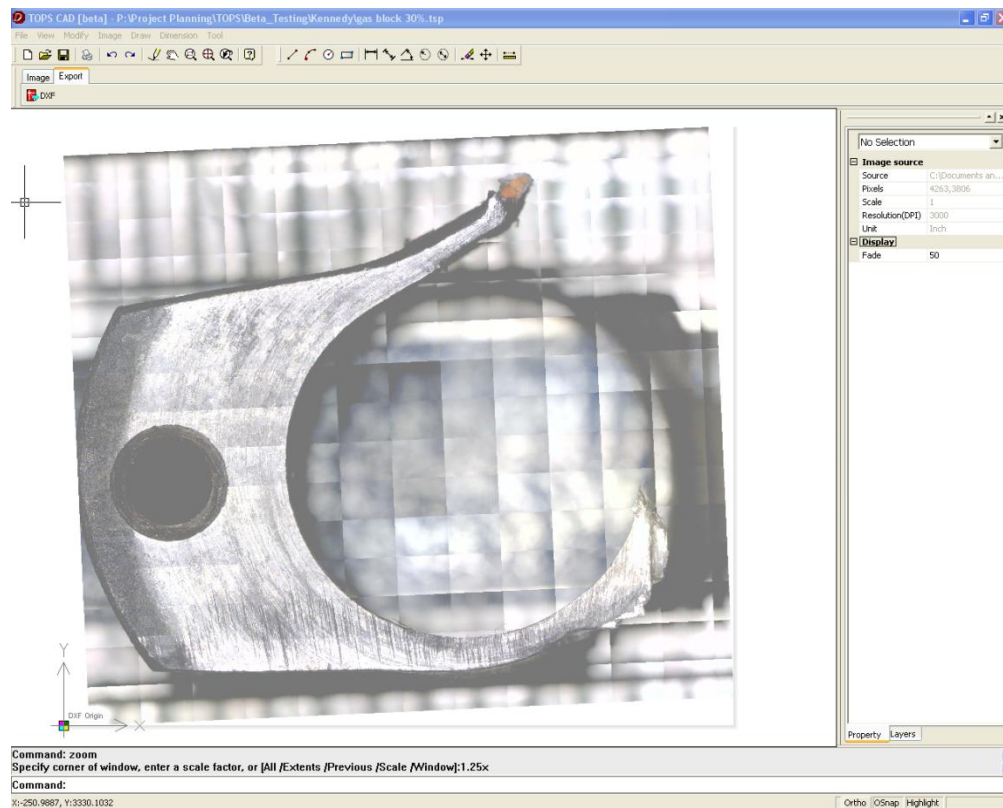 TOPS CAD [beta] - P:\Project Planning\TOPS\Beta_Testing\Kennedy\gas block 30%.tsp
File View Modify Image Draw Dimension Tool
Image Export
DXF
No Selection
Image source
Source C:\Documents an...
Pixels 4263,3806
Scale 1
Resolution(DPI) 3000
Unit Inch
Display
Fade 50
Y
DXF Origin
X
Property Layers
Command: zoom
Specify corner of window, enter a scale factor, or [All /Extents /Previous /Scale /Window]:1.25x
Command:
X:-250.9887, Y:3330.1032
Ortho OSnap Highlight